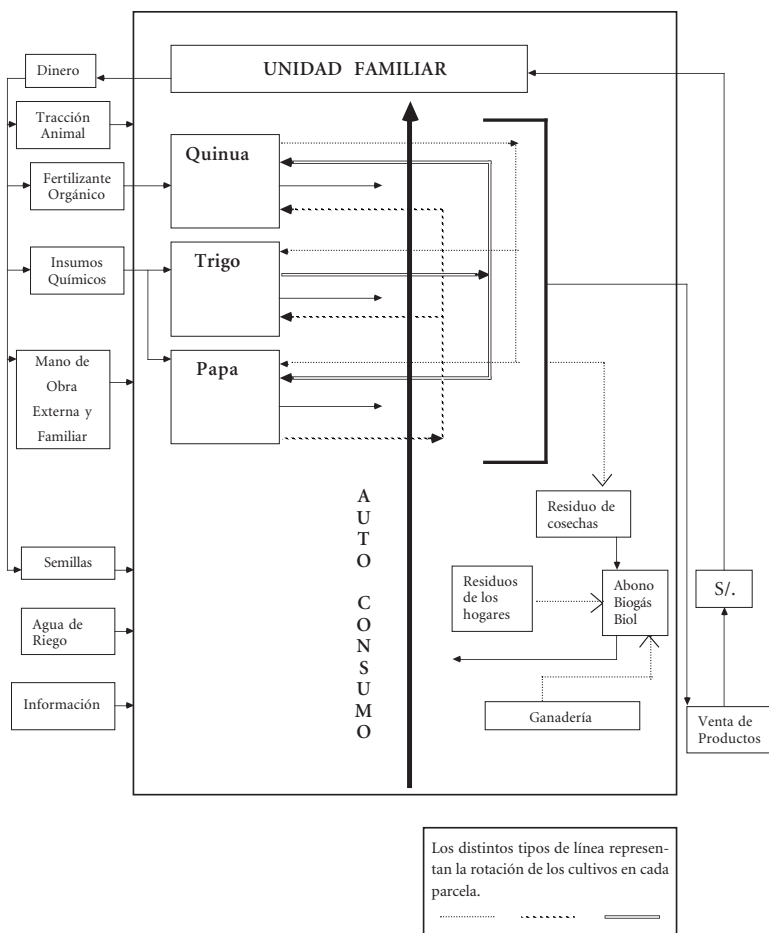 UNIDAD FAMILIAR
Dinero
Tracción
Animal
Quinua
Fertilizante
Orgánico
Trigo
Insumos
Químicos
Papa
Mano de
Obra
Externa y
Familiar
A
U
T
O
C
O
N
S
U
M
O
Residuo de
cosechas
Semillas
Residuos
de los
hogares
Abono
Biogás
Biol
S/.
Agua de
Riego
Información
Ganadería
Venta de
Productos
Los distintos tipos de línea represen-
tan la rotación de los cultivos en cada
parcela.